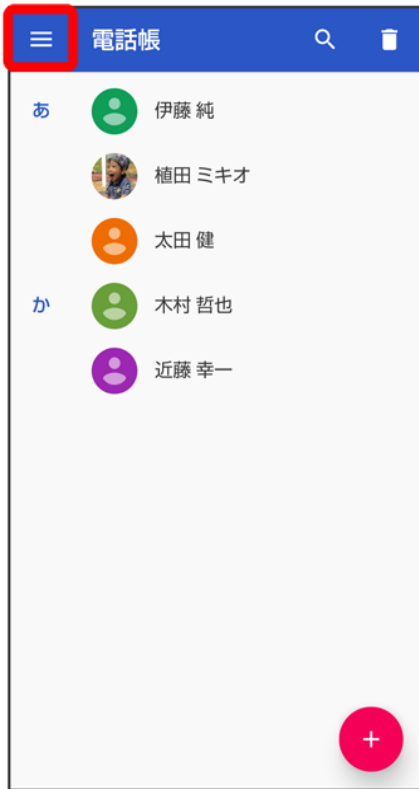 電話帳
あ
伊藤 純
植田 ミキオ
太田 健
か
木村 哲也
近藤 幸一